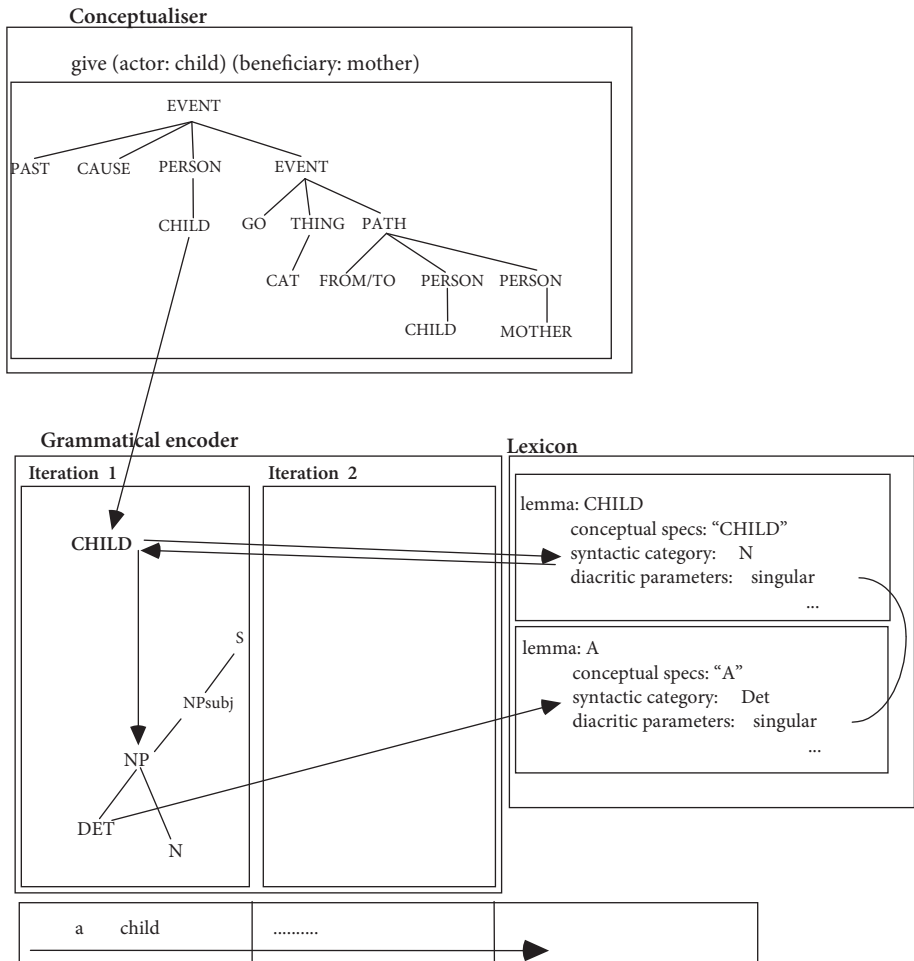 Conceptualiser
give (actor: child) (beneficiary: mother)
EVENT
PAST CAUSE PERSON EVENT
CHILD GO THING PATH
CAT FROM/TO PERSON PERSON
CHILD MOTHER
Grammatical encoder
Iteration 1
CHILD
S
NPsubj
NP
DET
N
Iteration 2
Lexicon
lemma: CHILD
conceptual specs: “CHILD”
syntactic category: N
diacritic parameters: singular
...
lemma: A
conceptual specs: “A”
syntactic category: Det
diacritic parameters: singular
...
a child ..........